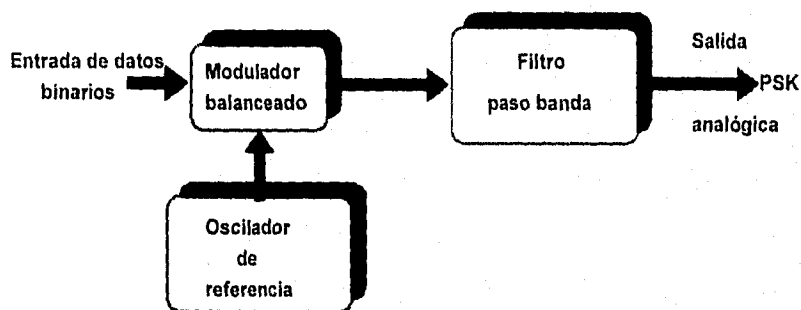 Entrada de datos
binarios
Modulador
balanceado
Filtro
paso banda
Salida
PSK
analógica
Oscilador
de
referencia